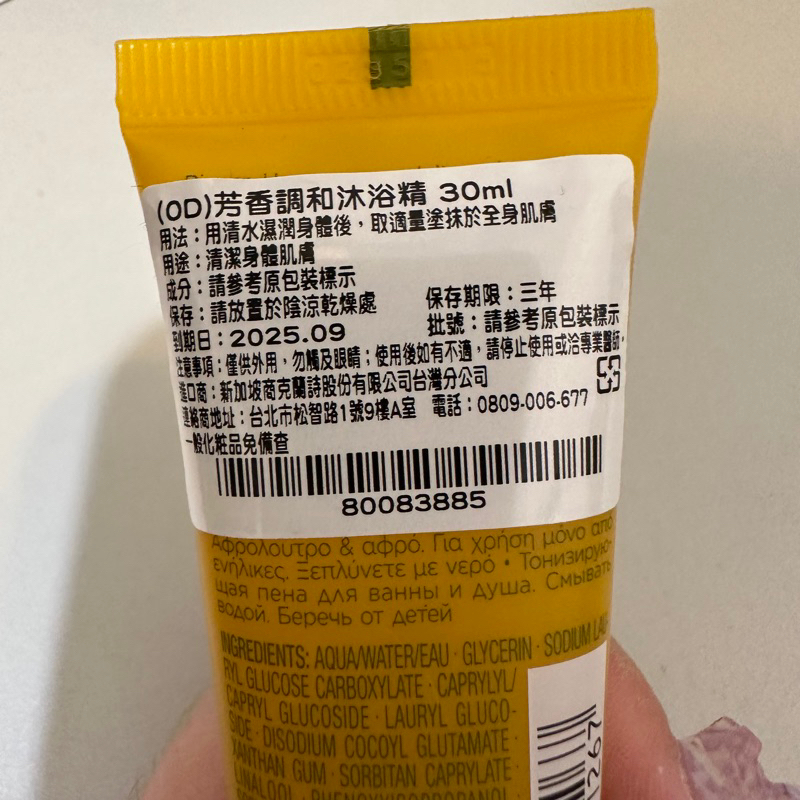 (OD)芳香調和沐浴精 30ml
用法：用清水濕潤身體後，取適量塗抹於全身肌膚
用途：清潔身體肌膚
成分：請參考原包裝標示
保存：請放置於陰涼乾燥處 保存期限：三年
到期日：2025.09 批號：請參考原包裝標示
注意事項：僅供外用，勿觸及眼睛；使用後如有不適，請停止使用或洽專業醫師。
進口商：新加坡商克蘭詩股份有限公司台灣分公司
連絡商地址：台北市松智路1號9樓A室 電話：0809-006-677
一般化粧品免備查
80083885
Αφρόλουτρο & αφρό. Για χρήση μόνο από
ενήλικες. Ξεπλύνετε με νερό • Тонизирую-
щая пена для ванны и душа. Смывать
водой. Беречь от детей
INGREDIENTS: AQUA/WATER/EAU · GLYCERIN · SODIUM LAU-
RYL GLUCOSE CARBOXYLATE · CAPRYLYL/
CAPRYL GLUCOSIDE · LAURYL GLUCO-
SIDE · DISODIUM COCOYL GLUTAMATE ·
XANTHAN GUM · SORBITAN CAPRYLATE ·
LINALOOL